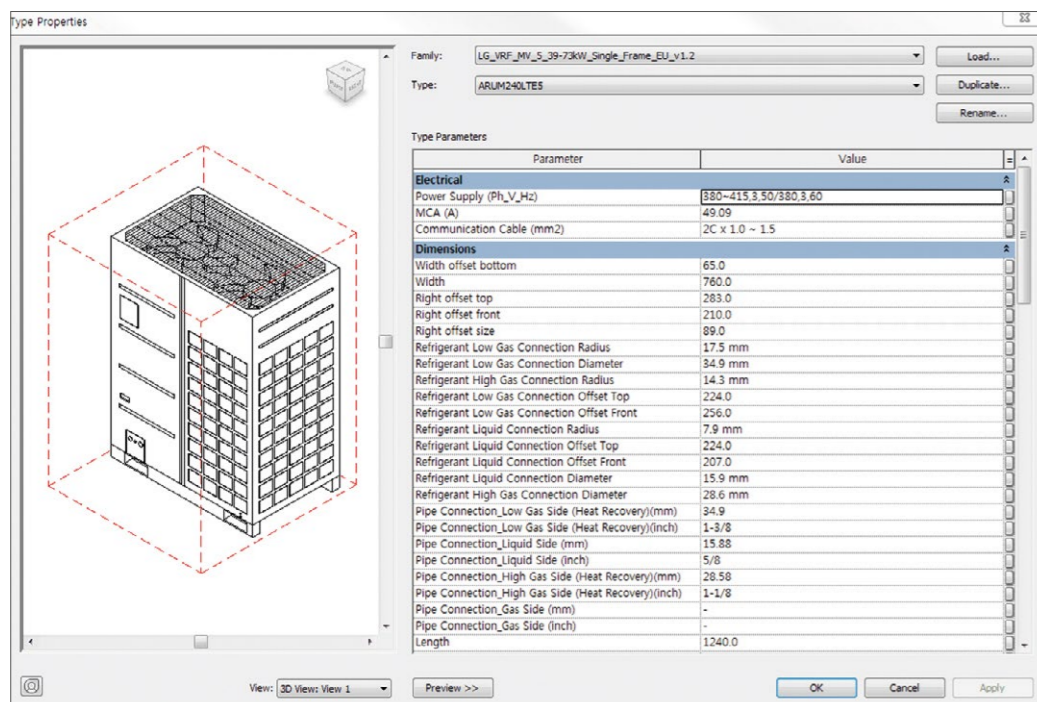 Type Properties
Family:
LG_VRF_MV_5_39-73kW_Single_Frame_EU_v1.2
Load...
Type:
ARUM240LTE5
Duplicate...
Rename...
Type Parameters
Parameter Value =
Electrical
Power Supply (Ph_V_Hz) 380~415,3,50/380,3,60
MCA (A) 49.09
Communication Cable (mm2) 2C x 1.0 ~ 1.5
Dimensions
Width offset bottom 65.0
Width 760.0
Right offset top 283.0
Right offset front 210.0
Right offset size 89.0
Refrigerant Low Gas Connection Radius 17.5 mm
Refrigerant Low Gas Connection Diameter 34.9 mm
Refrigerant High Gas Connection Radius 14.3 mm
Refrigerant Low Gas Connection Offset Top 224.0
Refrigerant Low Gas Connection Offset Front 256.0
Refrigerant Liquid Connection Radius 7.9 mm
Refrigerant Liquid Connection Offset Top 224.0
Refrigerant Liquid Connection Offset Front 207.0
Refrigerant Liquid Connection Diameter 15.9 mm
Refrigerant High Gas Connection Diameter 28.6 mm
Pipe Connection_Low Gas Side (Heat Recovery)(mm) 34.9
Pipe Connection_Low Gas Side (Heat Recovery)(inch) 1-3/8
Pipe Connection_Liquid Side (mm) 15.88
Pipe Connection_Liquid Side (inch) 5/8
Pipe Connection_High Gas Side (Heat Recovery)(mm) 28.58
Pipe Connection_High Gas Side (Heat Recovery)(inch) 1-1/8
Pipe Connection_Gas Side (mm) -
Pipe Connection_Gas Side (inch) -
Length 1240.0
View: 3D View: View 1
Preview >>
OK
Cancel
Apply